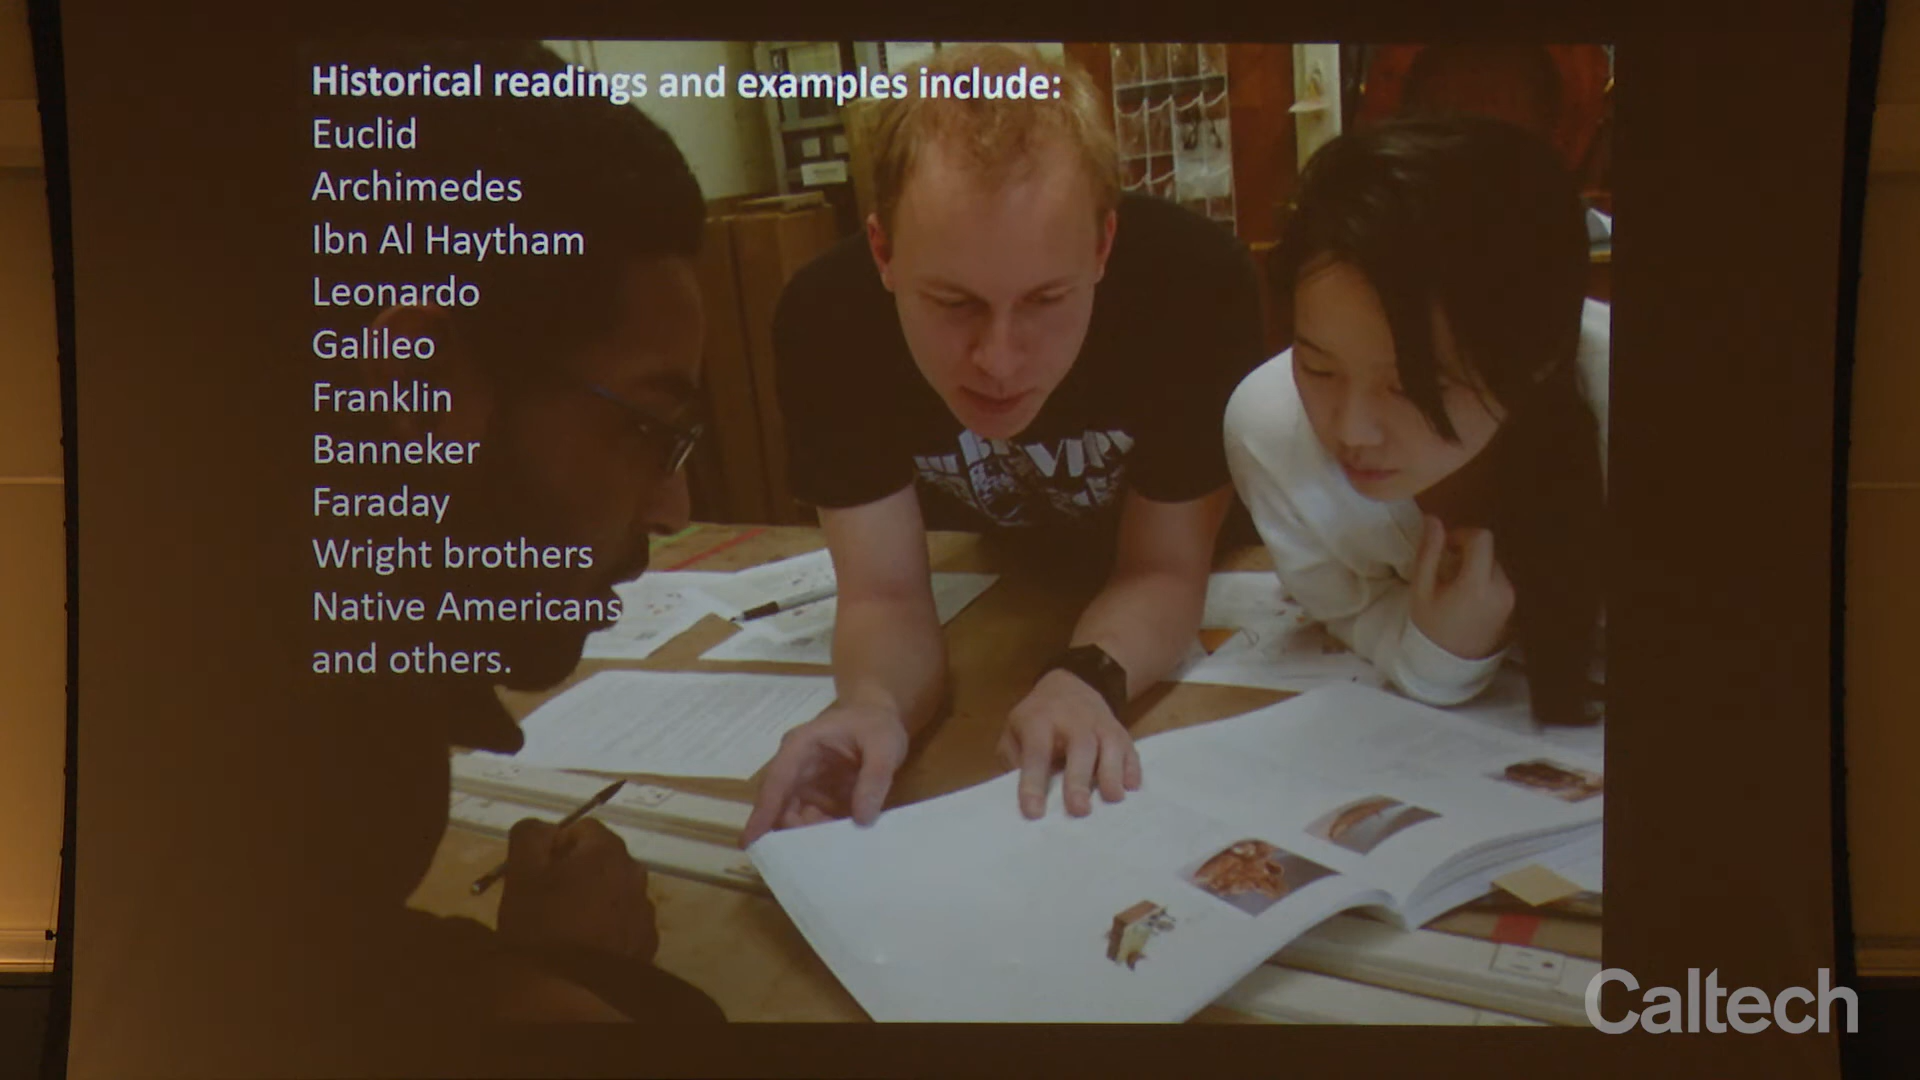 Historical readings and examples include:
Euclid
Archimedes
Ibn Al Haytham
Leonardo
Galileo
Franklin
Banneker
Faraday
Wright brothers
Native Americans
and others.
Caltech